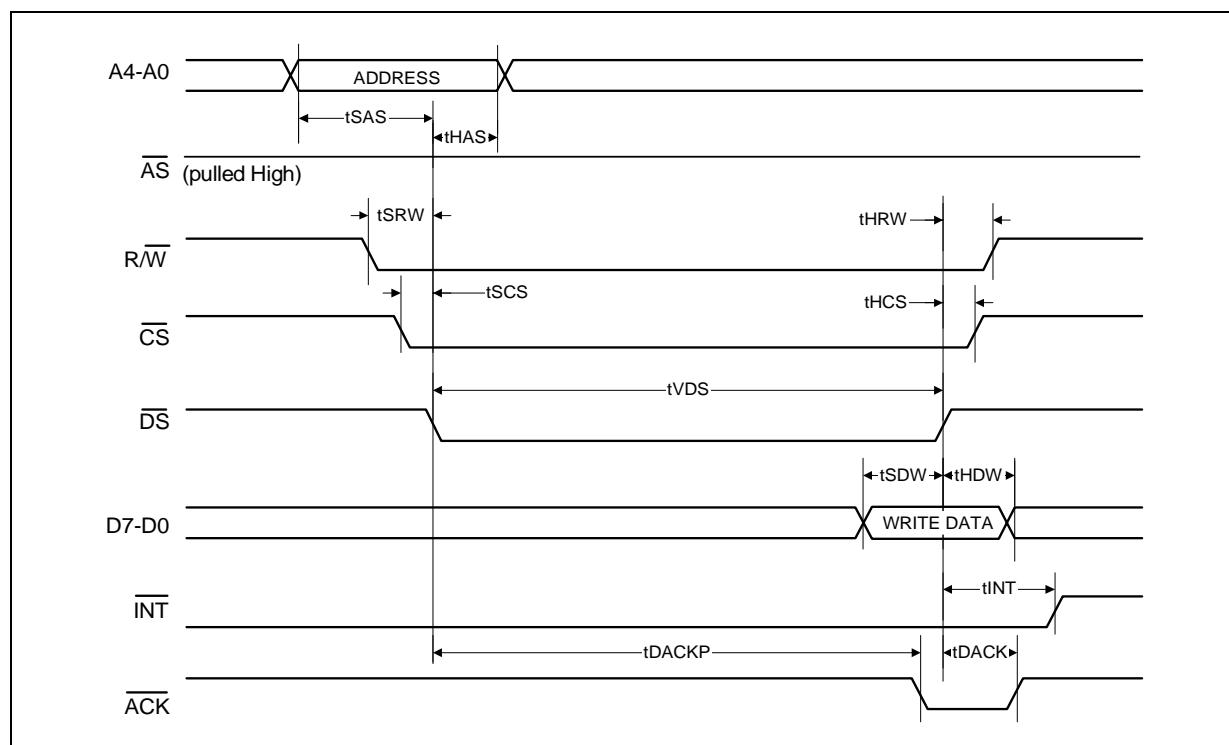 A4-A0
ADDRESS
tSAS
tHAS
AS
(pulled High)
tSRW
tHRW
R/W
tSCS
tHCS
CS
tVDS
DS
tSDW
tHDW
D7-D0
WRITE DATA
tINT
INT
tDACKP
tDACK
ACK